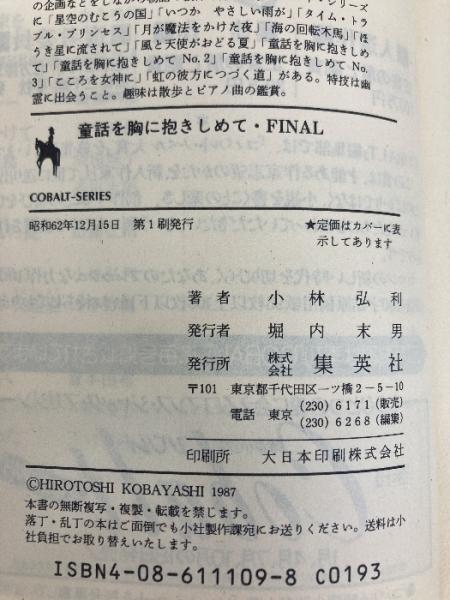 の企画などをしながら
に「星空のむこうの国」「いつか　やさしい雨が」「タイム・トラ
ブル・プリンセス」「月が魔法をかけた夜」「海の回転木馬」「ほ
うき星に流されて」「風と天使がおどる夏」「童話を胸に抱きしめ
て」「童話を胸に抱きしめて No.2」「童話を胸に抱きしめて No.
3」「こころを女神に」「虹の彼方につづく道」がある。特技は幽
霊に出会うこと。趣味は散歩とピアノ曲の鑑賞。
童話を胸に抱きしめて・FINAL
COBALT-SERIES
昭和62年12月15日　第1刷発行
★定価はカバーに表
示してあります
著者　小林弘利
発行者　堀内末男
発行所　株式会社　集英社
〒101　東京都千代田区一ツ橋2－5－10
電話　東京 (230) 6171 (販売)
(230) 6268 (編集)
印刷所　大日本印刷株式会社
©HIROTOSHI KOBAYASHI 1987
本書の無断複写・複製・転載を禁じます。
落丁・乱丁の本はご面倒でも小社製作課宛にお送りください。送料は小
社負担でお取り替えいたします。
ISBN4-08-611109-8 C0193